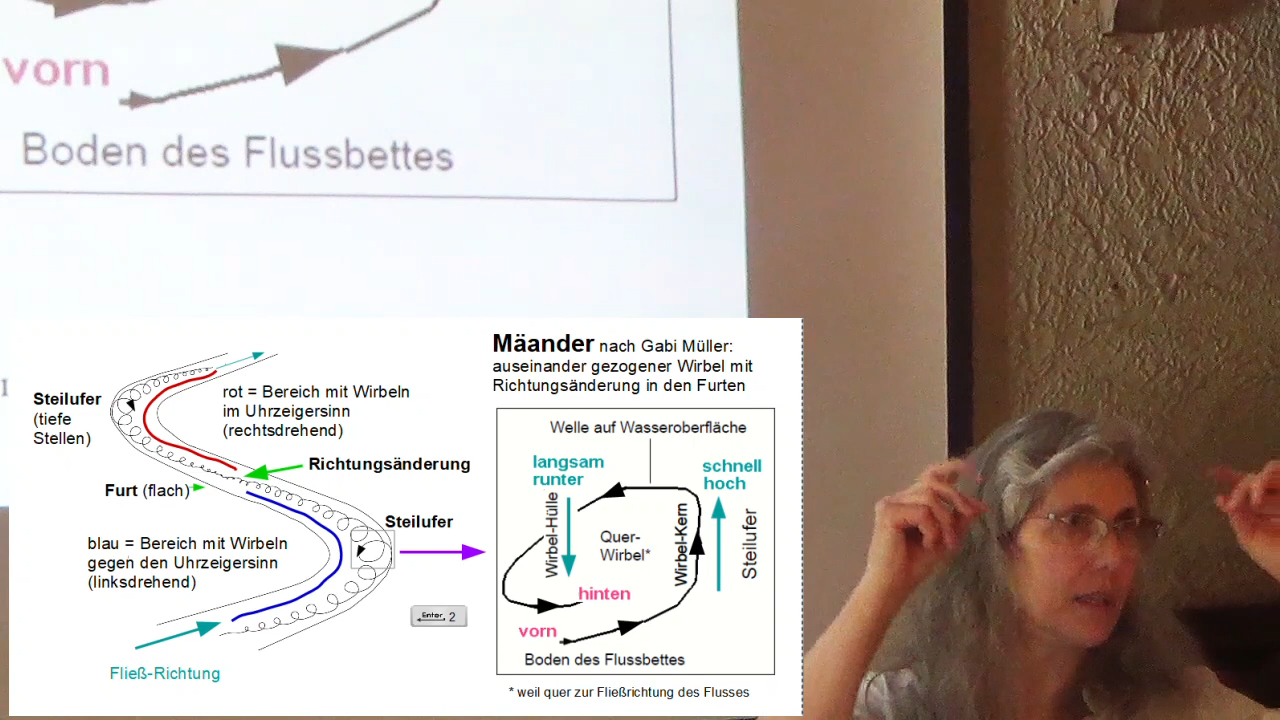 vorn
Boden des Flussbettes
Mäander nach Gabi Müller:
auseinander gezogener Wirbel mit
Richtungsänderung in den Furten
Steilufer
(tiefe
Stellen)
rot = Bereich mit Wirbeln
im Uhrzeigersinn
(rechtsdrehend)
Richtungsänderung
Furt (flach)
Steilufer
blau = Bereich mit Wirbeln
gegen den Uhrzeigersinn
(linksdrehend)
Fließ-Richtung
Enter 2
Welle auf Wasseroberfläche
langsam
runter
schnell
hoch
Wirbel-Hülle
Quer-
Wirbel*
Wirbel-Kern
Steilufer
hinten
vorn
Boden des Flussbettes
* weil quer zur Fließrichtung des Flusses